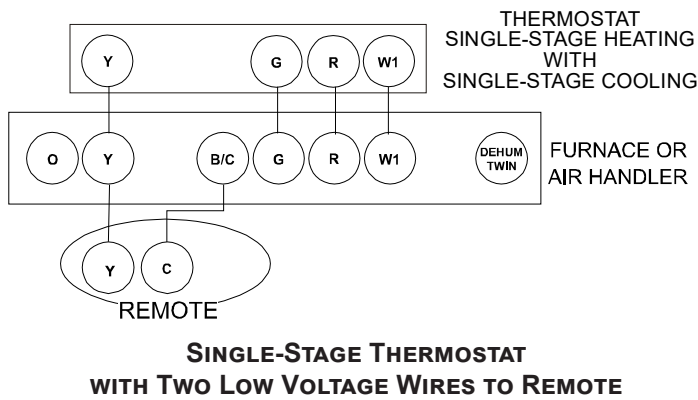 THERMOSTAT
SINGLE-STAGE HEATING
WITH
SINGLE-STAGE COOLING
Y G R W1
O Y B/C G R W1 DEHUM
TWIN
FURNACE OR
AIR HANDLER
Y C
REMOTE
SINGLE-STAGE THERMOSTAT
WITH TWO LOW VOLTAGE WIRES TO REMOTE